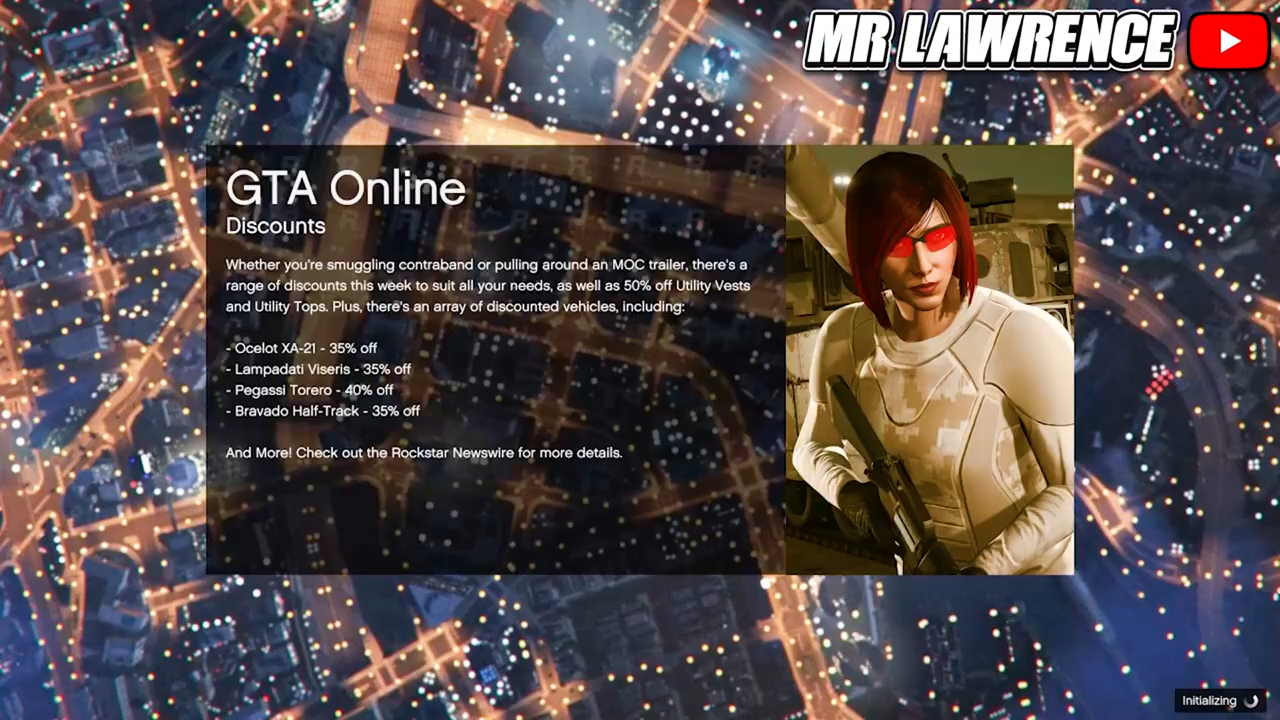 MR LAWRENCE
GTA Online
Discounts
Whether you're smuggling contraband or pulling around an MOC trailer, there's a
range of discounts this week to suit all your needs, as well as 50% off Utility Vests
and Utility Tops. Plus, there's an array of discounted vehicles, including:
- Ocelot XA-21 - 35% off
- Lampadati Viseris - 35% off
- Pegassi Torero - 40% off
- Bravado Half-Track - 35% off
And More! Check out the Rockstar Newswire for more details.
Initializing